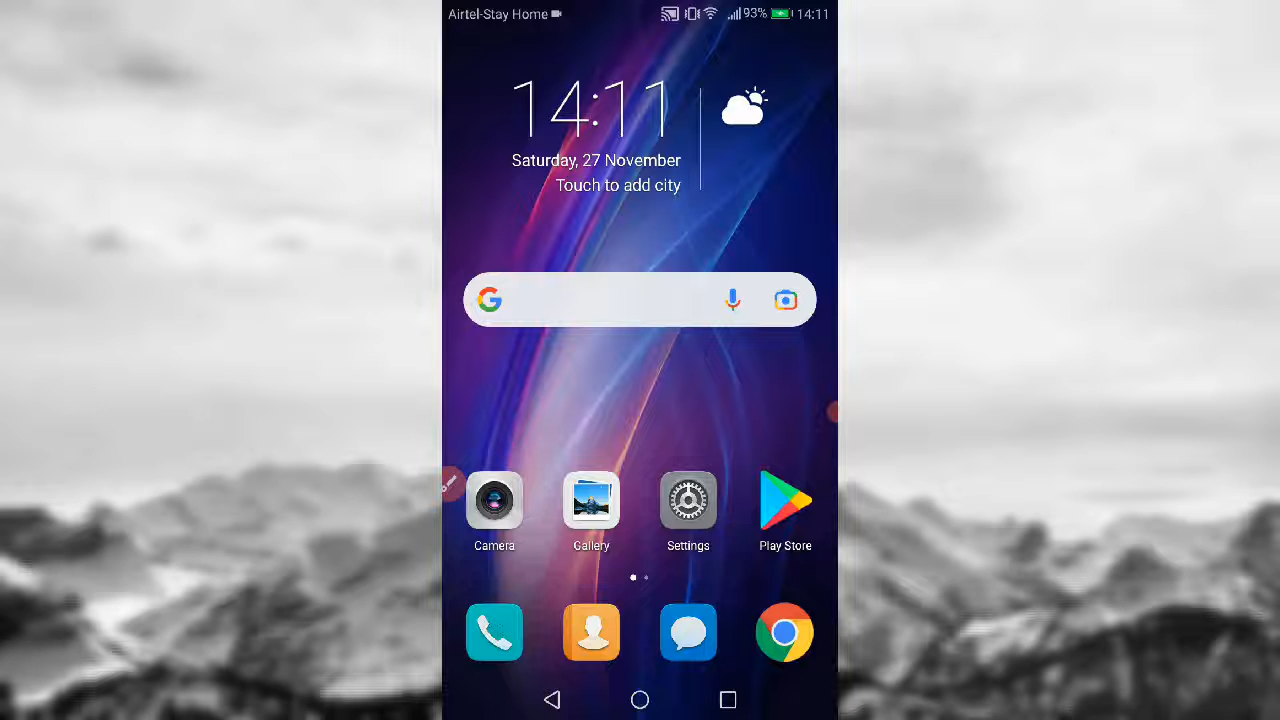 Airtel-Stay Home 93% 14:11
14:11
Saturday, 27 November
Touch to add city
Camera Gallery Settings Play Store